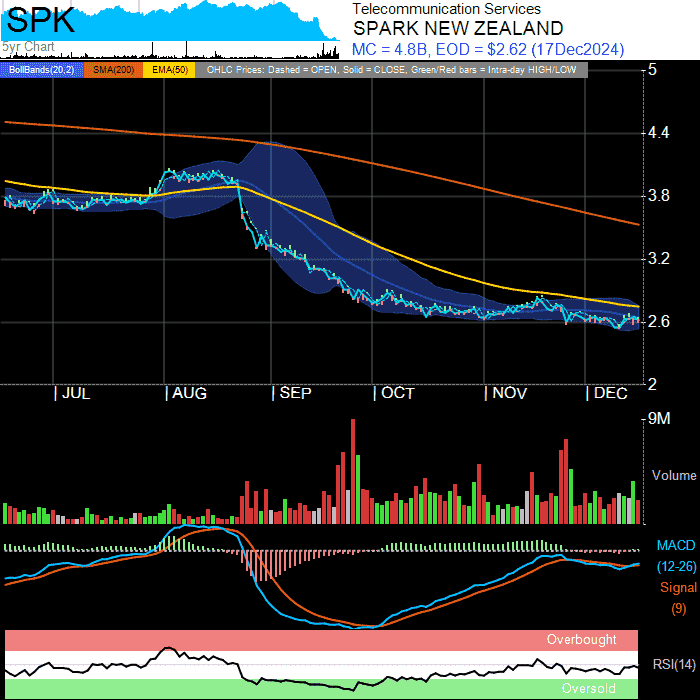 SPK
5yr Chart
Telecommunication Services
SPARK NEW ZEALAND
MC = 4.8B, EOD = $2.62 (17Dec2024)
BollBands(20,2) SMA(200) EMA(50) OHLC Prices: Dashed = OPEN, Solid = CLOSE, Green/Red bars = Intra-day HIGH/LOW
5
4.4
3.8
3.2
2.6
2
JUL AUG SEP OCT NOV DEC
9M
Volume
MACD
(12-26)
Signal
(9)
Overbought
RSI(14)
Oversold